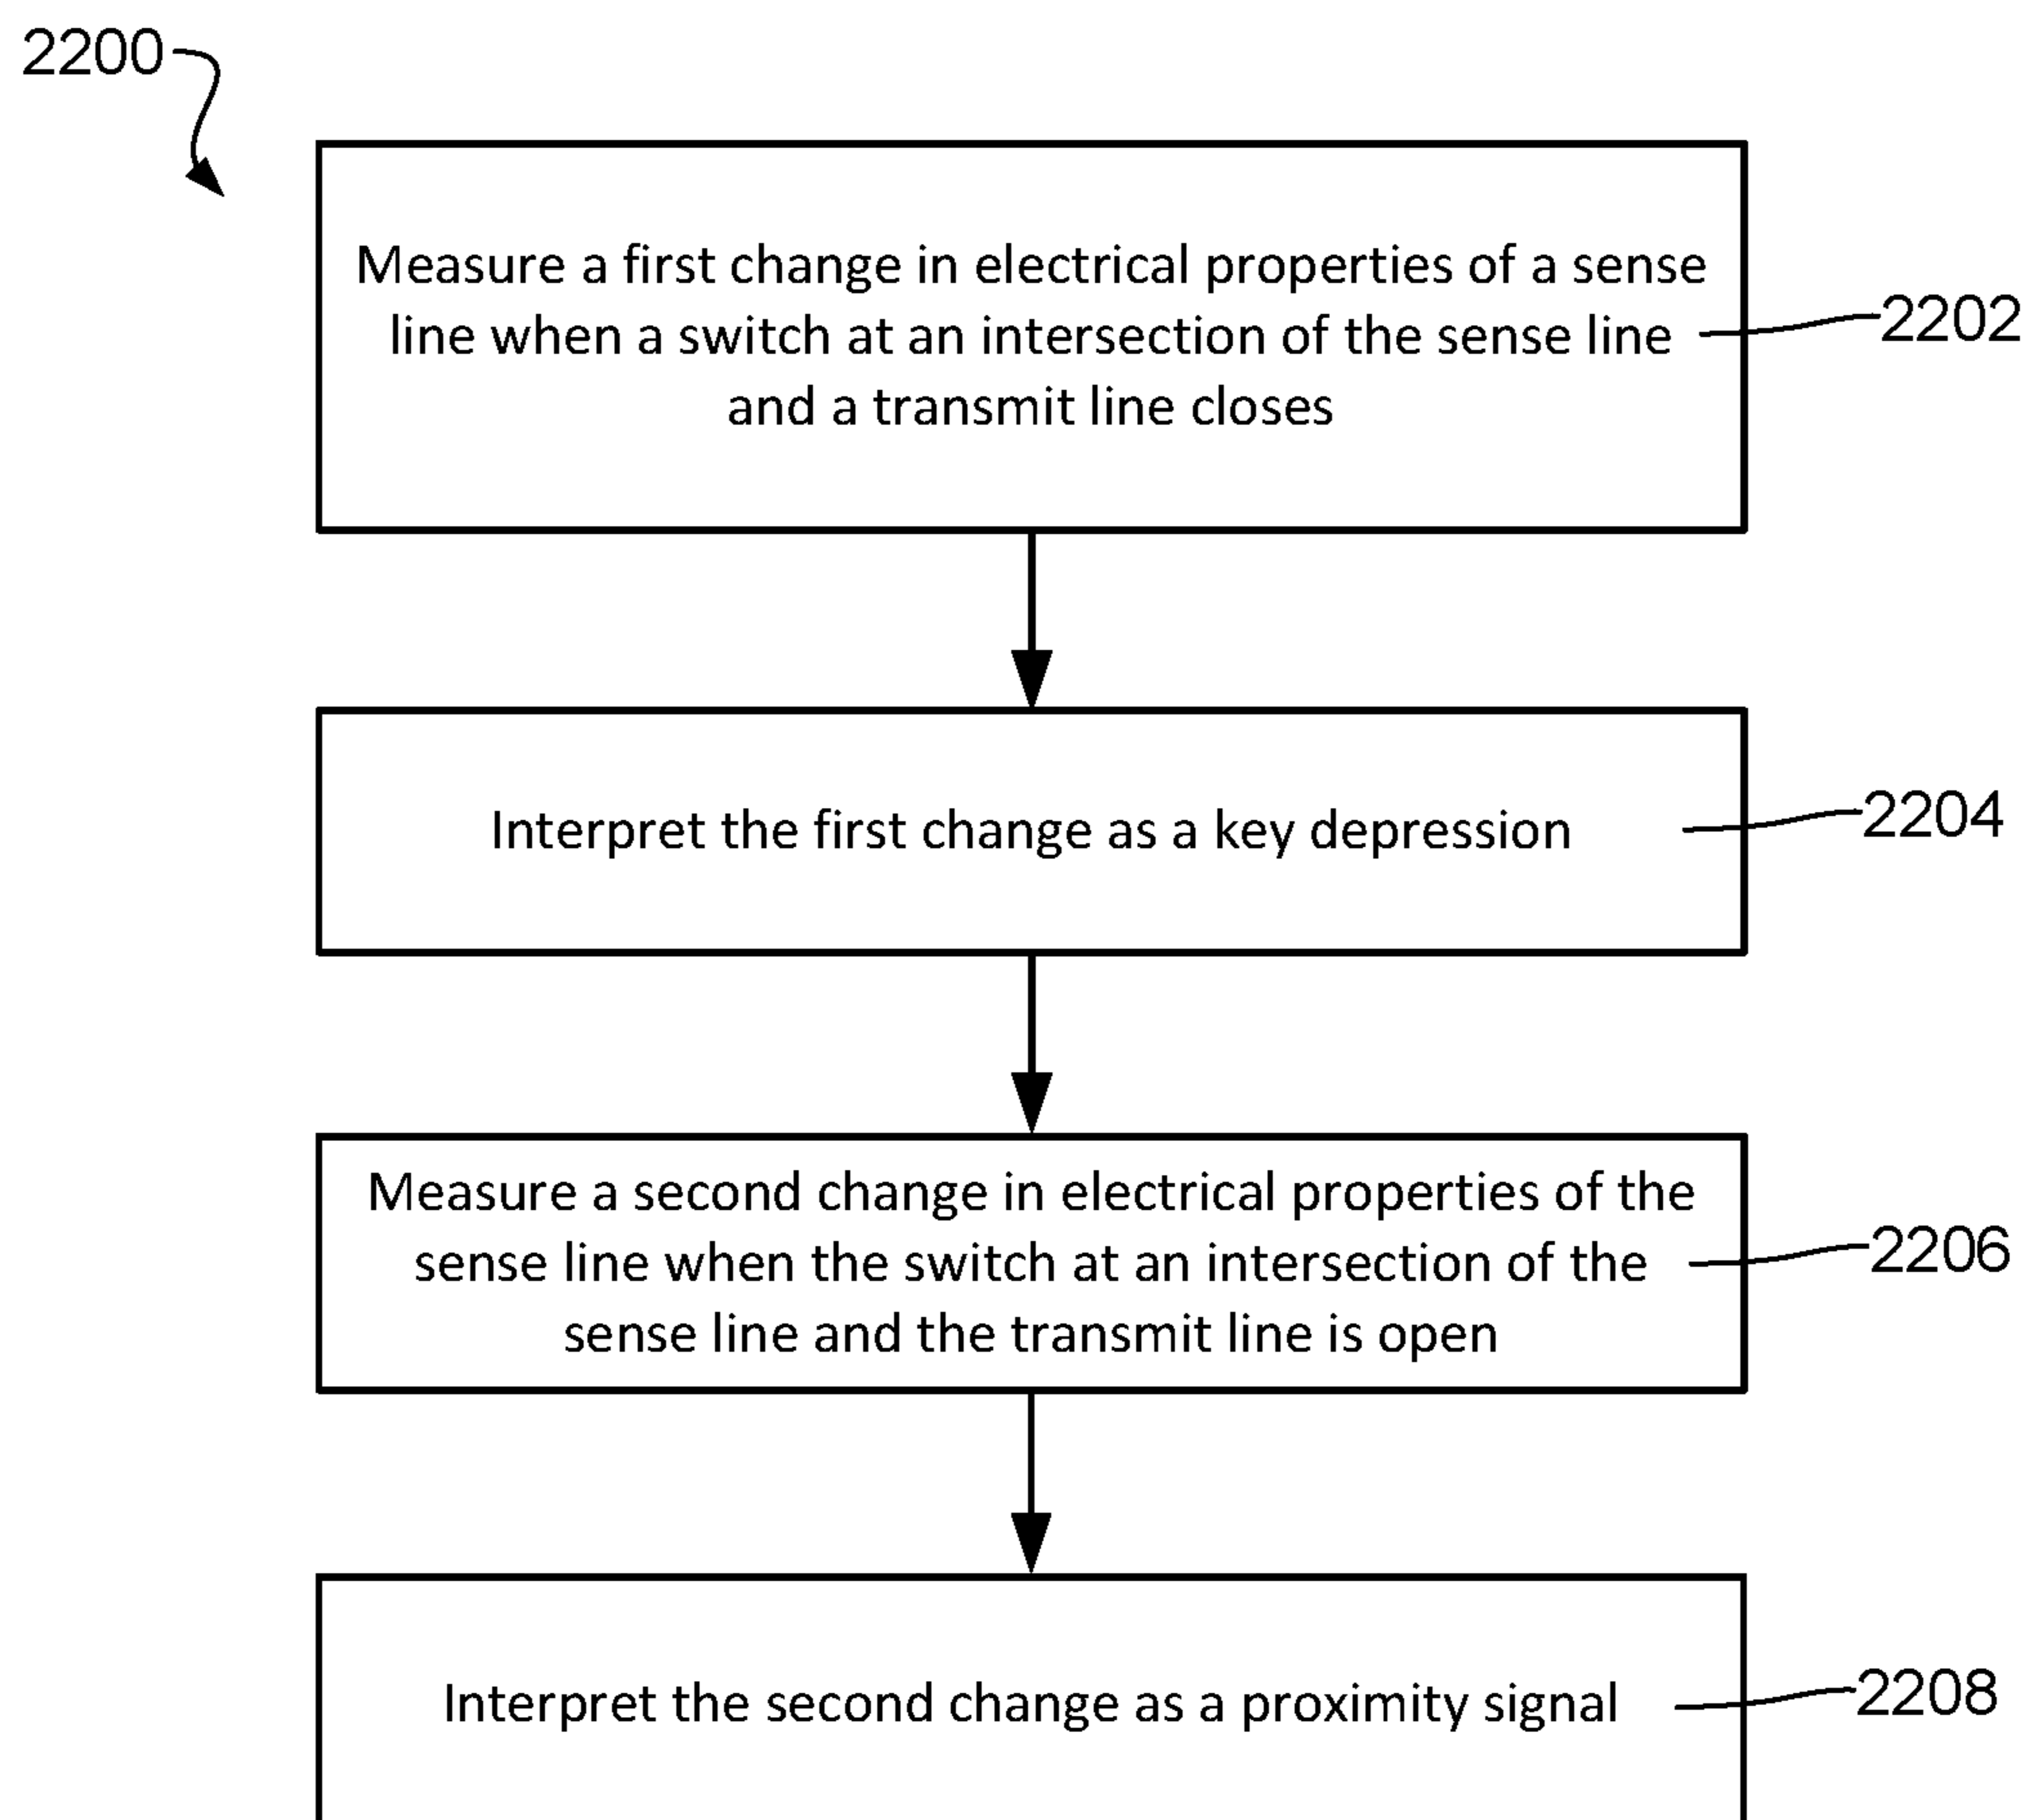 2200
Measure a first change in electrical properties of a sense
line when a switch at an intersection of the sense line
and a transmit line closes
2202
Interpret the first change as a key depression
2204
Measure a second change in electrical properties of the
sense line when the switch at an intersection of the
sense line and the transmit line is open
2206
Interpret the second change as a proximity signal
2208